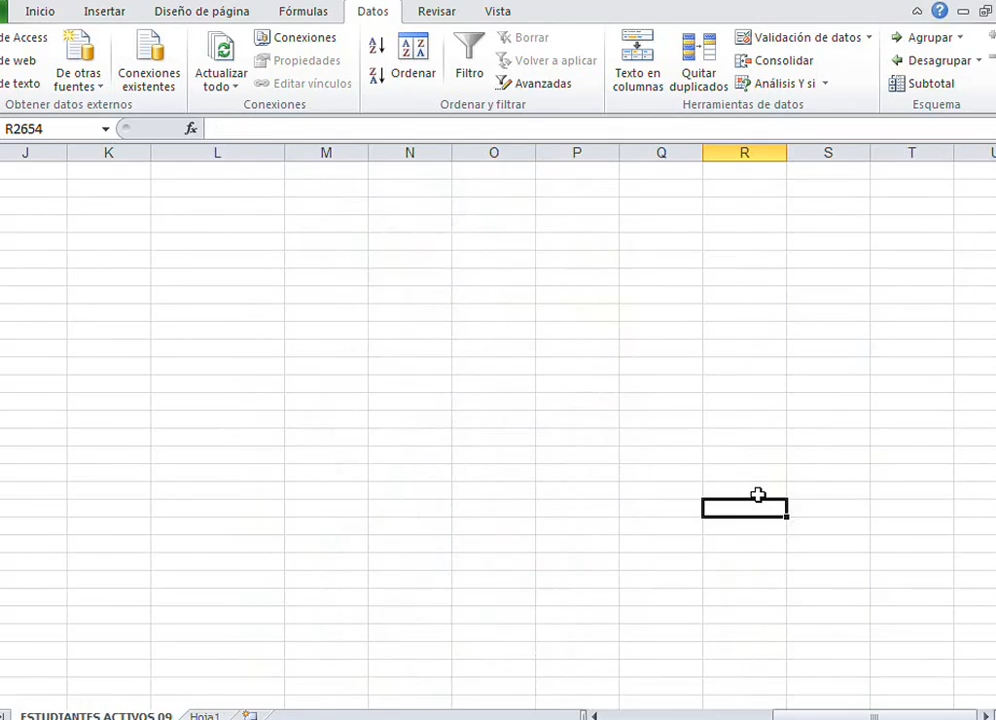 Inicio Insertar Diseño de página Fórmulas Datos Revisar Vista
de Access
de web
de texto
De otras
fuentes
Conexiones
existentes
Obtener datos externos
Actualizar
todo
Conexiones
Propiedades
Editar vínculos
Conexiones
Ordenar
Filtro
Borrar
Volver a aplicar
Avanzadas
Ordenar y filtrar
Texto en
columnas
Quitar
duplicados
Validación de datos
Consolidar
Análisis Y si
Herramientas de datos
Agrupar
Desagrupar
Subtotal
Esquema
R2654 fx
J K L M N O P Q R S T U
ESTUDIANTES ACTIVOS 09 Hoja1